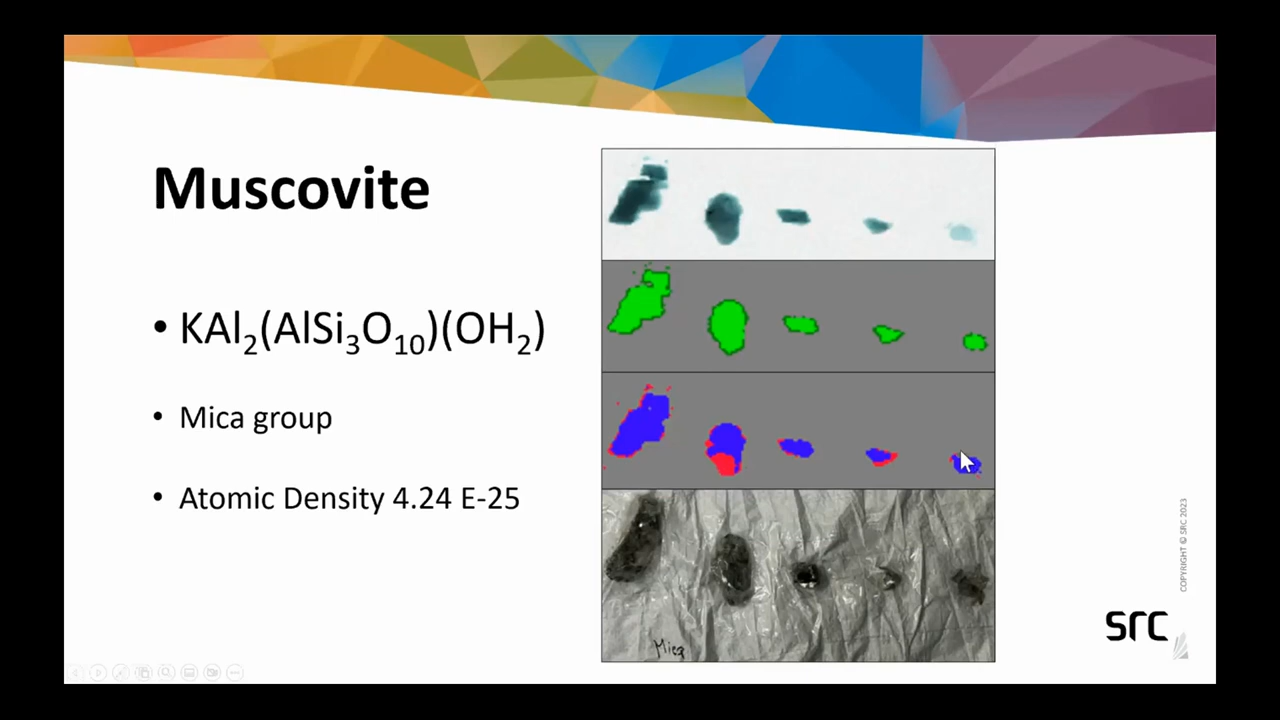 Muscovite
• KAl₂(AlSi₃O₁₀)(OH₂)
• Mica group
• Atomic Density 4.24 E-25
Mica
COPYRIGHT © SRC 2023
src